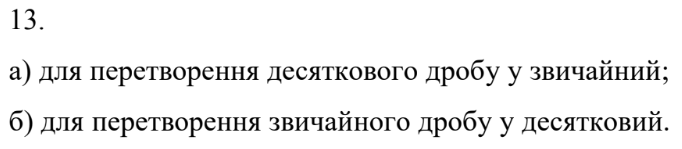 13.
а) для перетворення десяткового дробу у звичайний;
б) для перетворення звичайного дробу у десятковий.